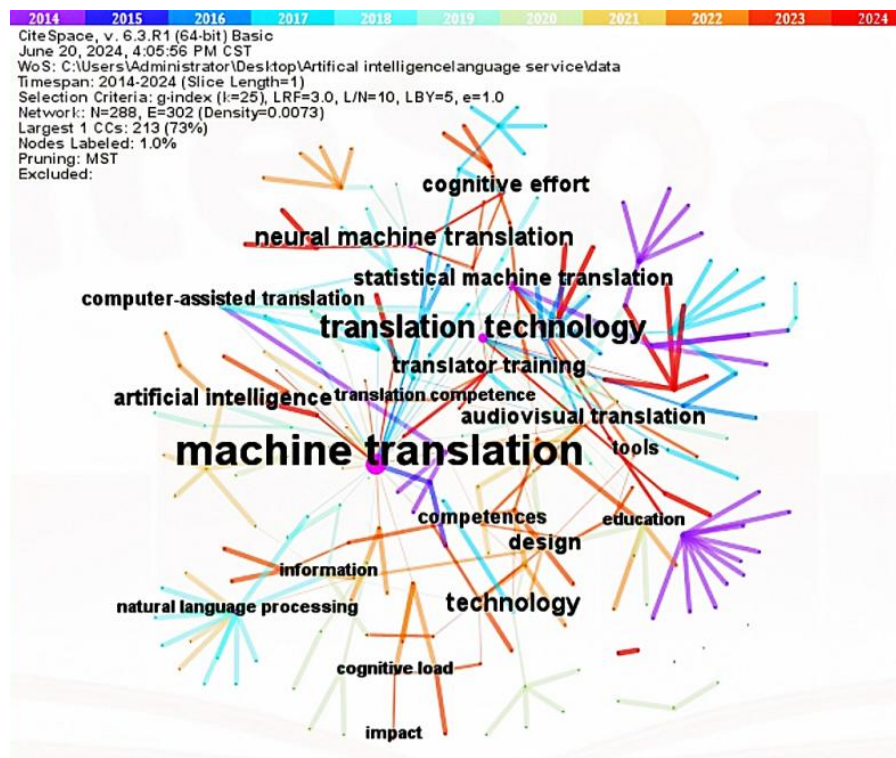 2014 2015 2016 2017 2018 2019 2020 2021 2022 2023 2024
CiteSpace, v. 6.3.R1 (64-bit) Basic
June 20, 2024, 4:05:56 PM CST
WoS: C:\Users\Administrator\Desktop\Artifical intelligencelanguage service\data
Timespan: 2014-2024 (Slice Length=1)
Selection Criteria: g-index (k=25), LRF=3.0, L/N=10, LBY=5, e=1.0
Network: N=288, E=302 (Density=0.0073)
Largest 1 CCs: 213 (73%)
Nodes Labeled: 1.0%
Pruning: MST
Excluded:
cognitive effort
neural machine translation
statistical machine translation
computer-assisted translation
translation technology
translator training
artificial intelligence
translation competence
audiovisual translation
machine translation
tools
competences
education
design
information
natural language processing
technology
cognitive load
impact